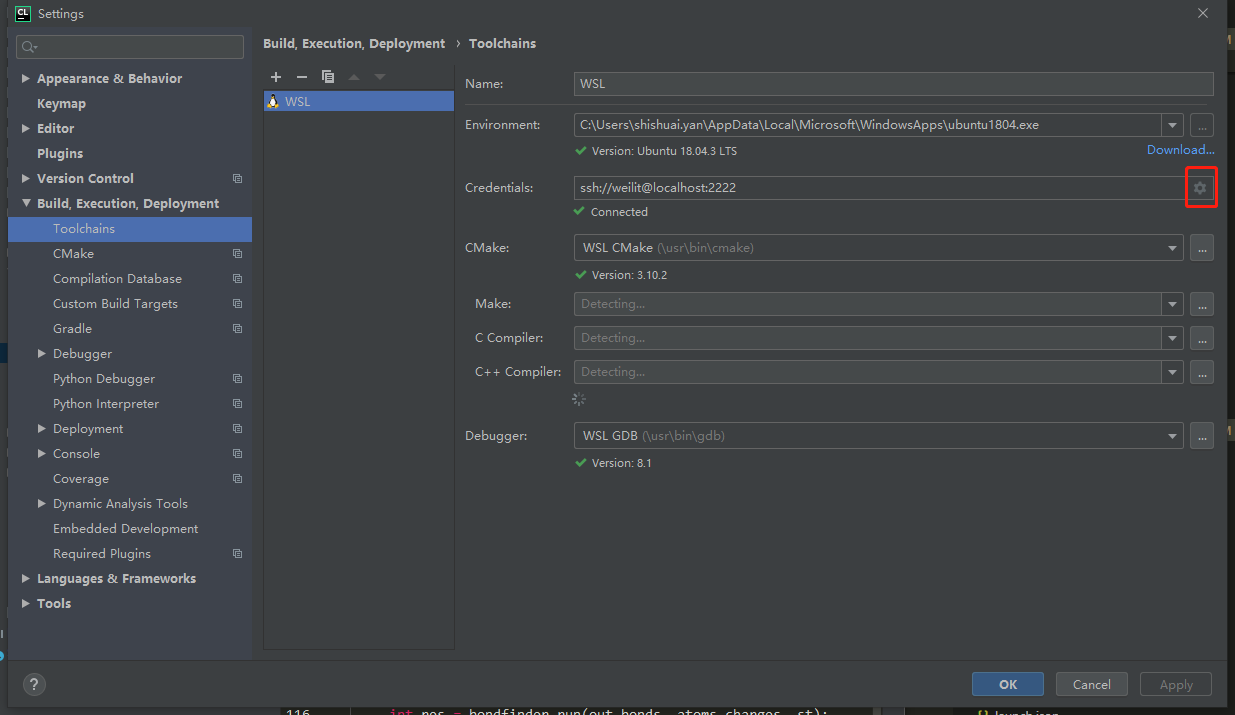 CL Settings
Build, Execution, Deployment › Toolchains
Appearance & Behavior
Keymap
Editor
Plugins
Version Control
Build, Execution, Deployment
Toolchains
CMake
Compilation Database
Custom Build Targets
Gradle
Debugger
Python Debugger
Python Interpreter
Deployment
Console
Coverage
Dynamic Analysis Tools
Embedded Development
Required Plugins
Languages & Frameworks
Tools
WSL
Name: WSL
Environment: C:\Users\shishuai.yan\AppData\Local\Microsoft\WindowsApps\ubuntu1804.exe ...
Version: Ubuntu 18.04.3 LTS Download...
Credentials: ssh://weilit@localhost:2222
Connected
CMake: WSL CMake (\usr\bin\cmake) ...
Version: 3.10.2
Make: Detecting... ...
C Compiler: Detecting... ...
C++ Compiler: Detecting... ...
Debugger: WSL GDB (\usr\bin\gdb) ...
Version: 8.1
? OK Cancel Apply
116 int pos = bondfinder.run(out_bonds, atoms, changes, st);
launch.json